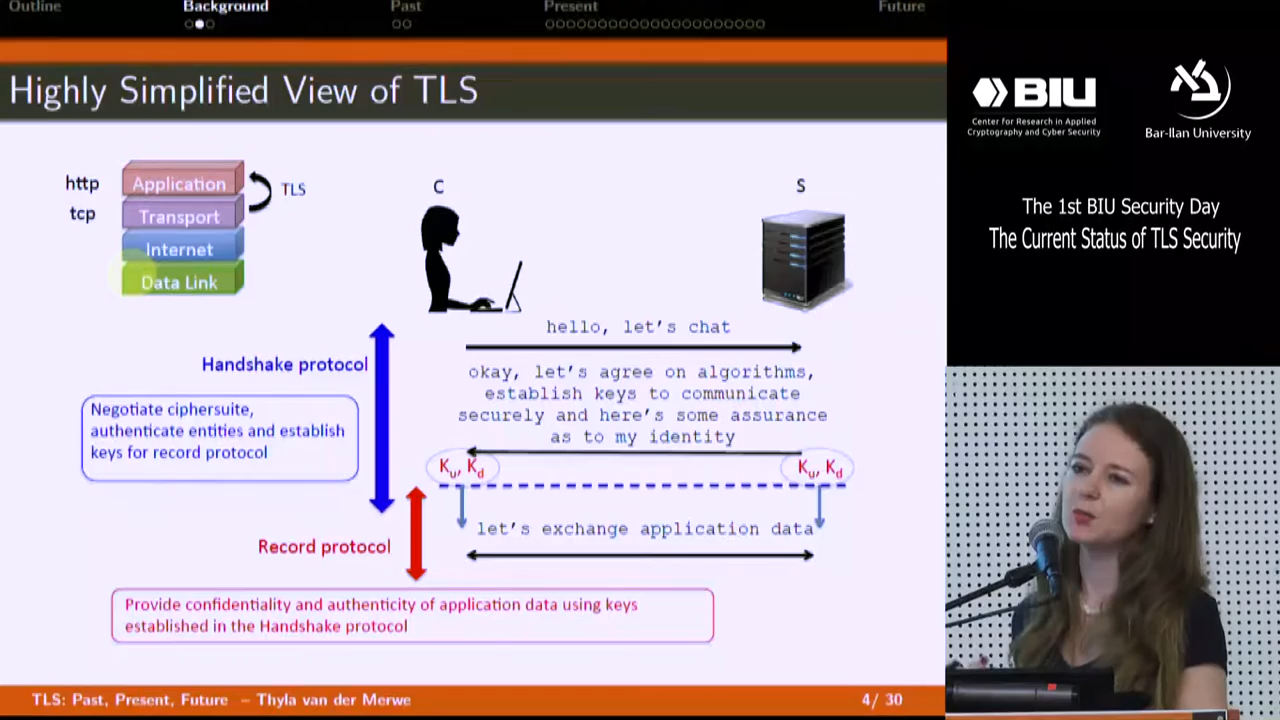 Outline
Background
Past
Present
Future
Highly Simplified View of TLS
http
Application
TLS
tcp
Transport
Internet
Data Link
C
S
hello, let's chat
Handshake protocol
okay, let's agree on algorithms,
establish keys to communicate
securely and here's some assurance
as to my identity
Negotiate ciphersuite,
authenticate entities and establish
keys for record protocol
Ku, Kd
Ku, Kd
let's exchange application data
Record protocol
Provide confidentiality and authenticity of application data using keys
established in the Handshake protocol
TLS: Past, Present, Future – Thyla van der Merwe
4/ 30
BIU
Center for Research in Applied
Cryptography and Cyber Security
Bar-Ilan University
The 1st BIU Security Day
The Current Status of TLS Security